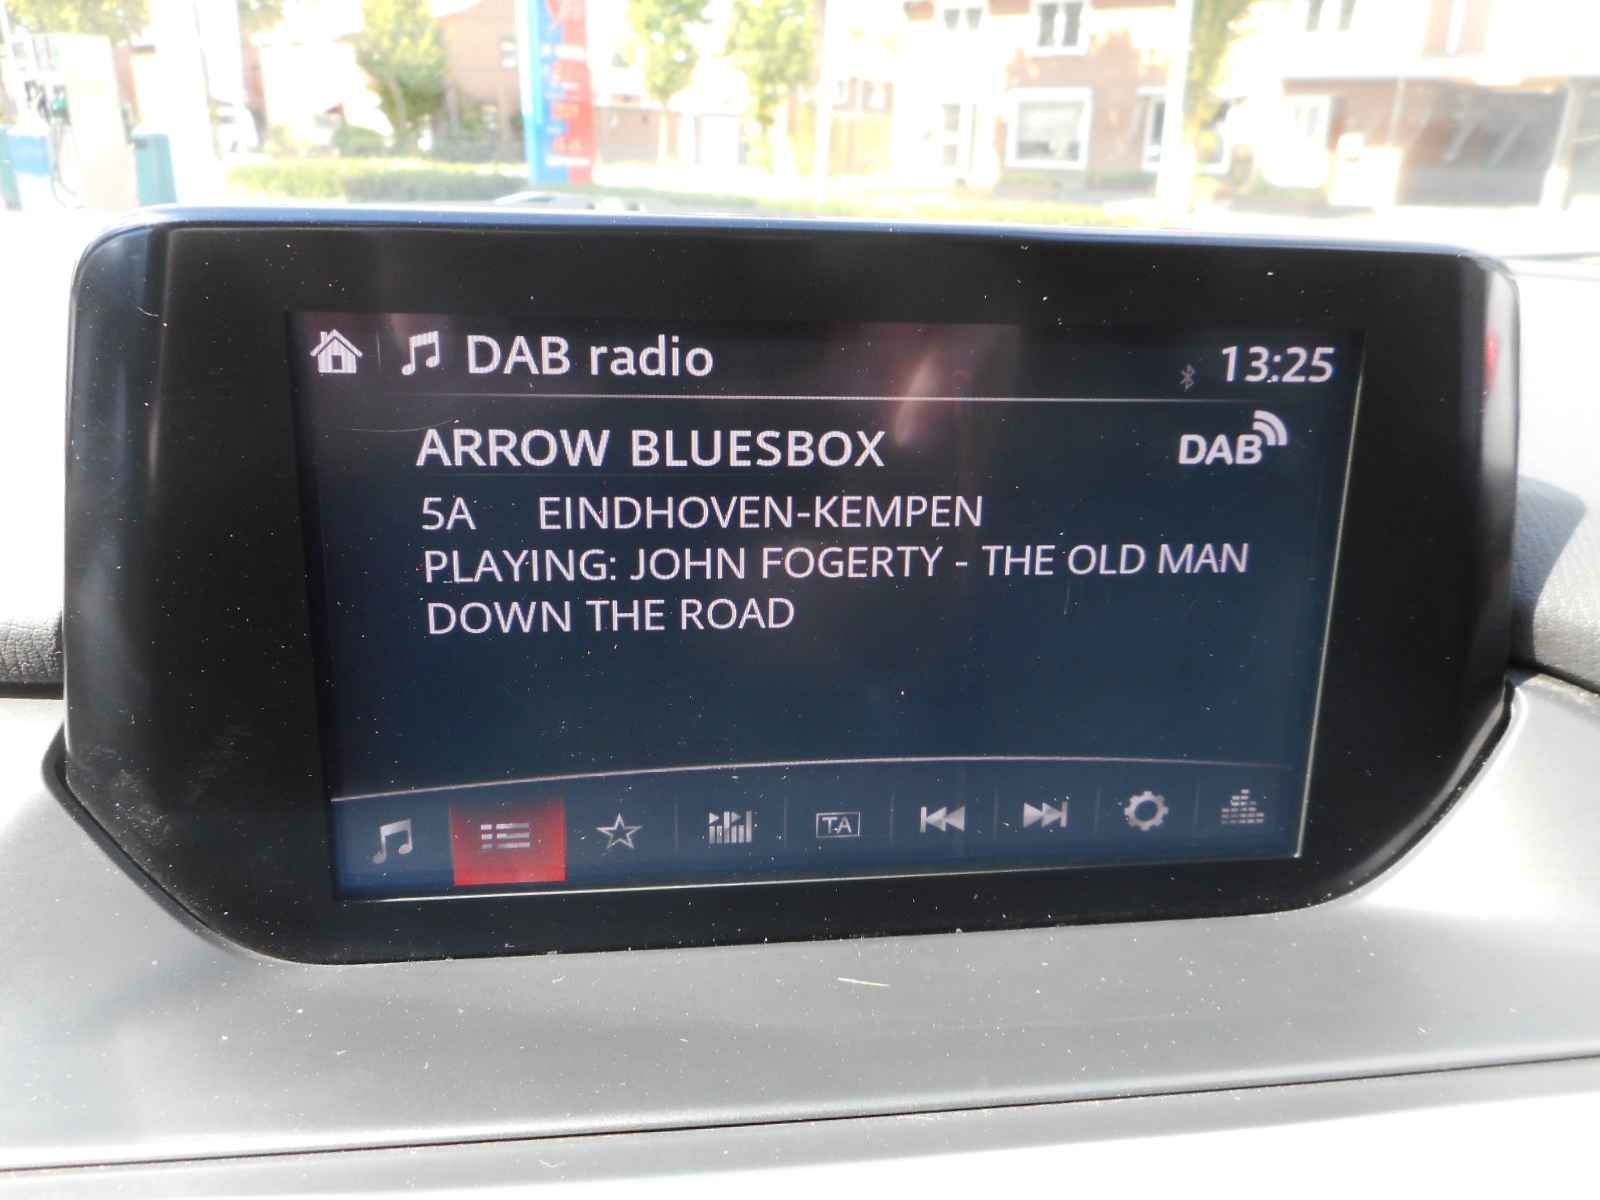 DAB radio 13:25
ARROW BLUESBOX DAB
5A EINDHOVEN-KEMPEN
PLAYING: JOHN FOGERTY - THE OLD MAN
DOWN THE ROAD
TA